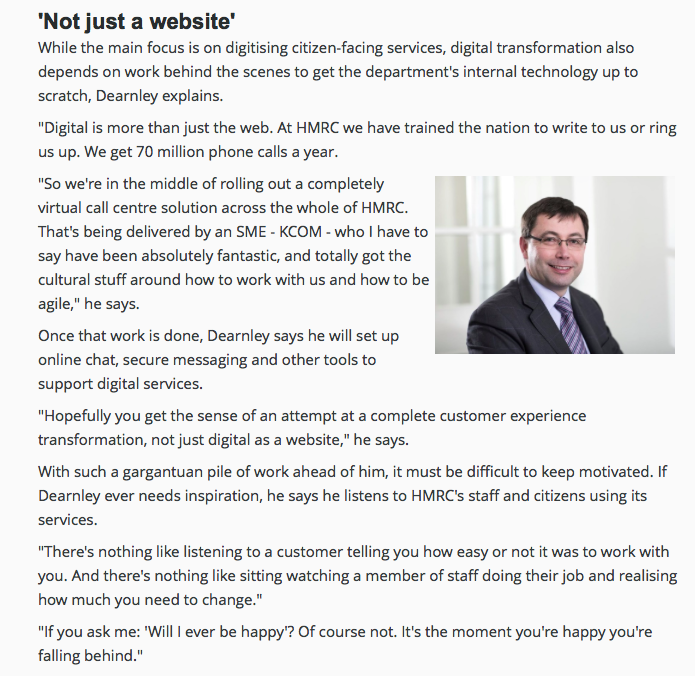 'Not just a website'
While the main focus is on digitising citizen-facing services, digital transformation also
depends on work behind the scenes to get the department's internal technology up to
scratch, Dearnley explains.
"Digital is more than just the web. At HMRC we have trained the nation to write to us or ring
us up. We get 70 million phone calls a year.
"So we're in the middle of rolling out a completely
virtual call centre solution across the whole of HMRC.
That's being delivered by an SME - KCOM - who I have to
say have been absolutely fantastic, and totally got the
cultural stuff around how to work with us and how to be
agile," he says.
Once that work is done, Dearnley says he will set up
online chat, secure messaging and other tools to
support digital services.
"Hopefully you get the sense of an attempt at a complete customer experience
transformation, not just digital as a website," he says.
With such a gargantuan pile of work ahead of him, it must be difficult to keep motivated. If
Dearnley ever needs inspiration, he says he listens to HMRC's staff and citizens using its
services.
"There's nothing like listening to a customer telling you how easy or not it was to work with
you. And there's nothing like sitting watching a member of staff doing their job and realising
how much you need to change."
"If you ask me: 'Will I ever be happy'? Of course not. It's the moment you're happy you're
falling behind."